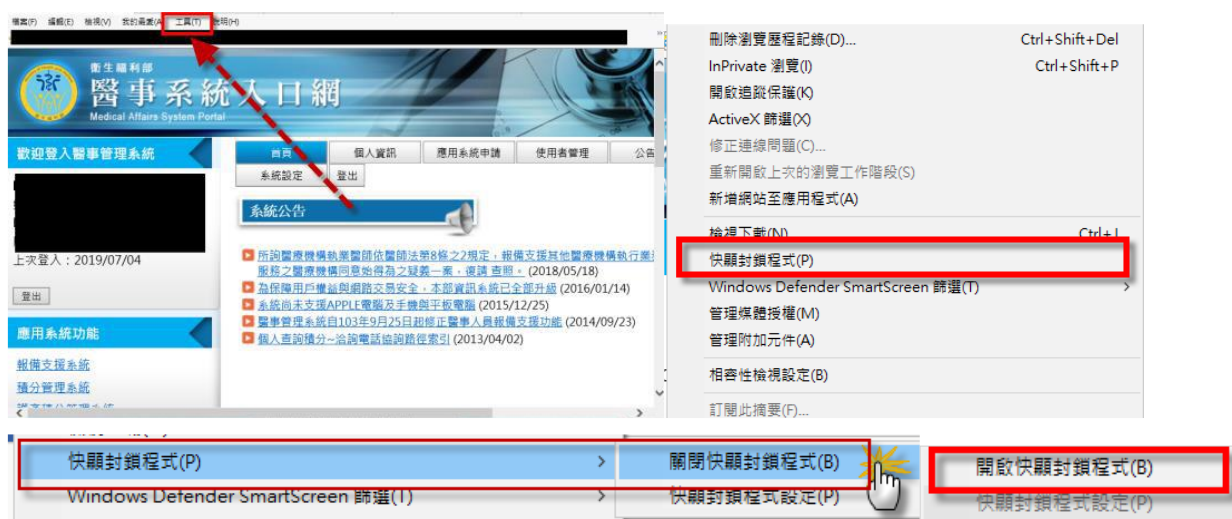 檔案(F) 編輯(E) 檢視(V) 我的最愛(A) 工具(T) 說明(H)
衛生福利部
醫事系統入口網
Medical Affairs System Portal
歡迎登入醫事管理系統
首頁 個人資訊 應用系統申請 使用者管理 公告
系統設定 登出
系統公告
上次登入：2019/07/04
登出
所詢醫療機構執業醫師依醫師法第8條之2規定，報備支援其他醫療機構執行業
服務之醫療機構同意始得為之疑義一案，復請 查照。 (2018/05/18)
為保障用戶權益與網路交易安全，本部資訊系統已全部升級 (2016/01/14)
系統尚未支援APPLE電腦及手機與平板電腦 (2015/12/25)
醫事管理系統自103年9月25日起修正醫事人員報備支援功能 (2014/09/23)
個人查詢積分~洽詢電話協詢路徑索引 (2013/04/02)
應用系統功能
報備支援系統
積分管理系統
刪除瀏覽歷程記錄(D)... Ctrl+Shift+Del
InPrivate 瀏覽(I) Ctrl+Shift+P
開啟追蹤保護(K)
ActiveX 篩選(X)
修正連線問題(C)...
重新開啟上次的瀏覽工作階段(S)
新增網站至應用程式(A)
檢視下載(N) Ctrl+J
快顯封鎖程式(P)
Windows Defender SmartScreen 篩選(T)
管理媒體授權(M)
管理附加元件(A)
相容性檢視設定(B)
訂閱此摘要(F)...
快顯封鎖程式(P) 關閉快顯封鎖程式(B) 開啟快顯封鎖程式(B)
Windows Defender SmartScreen 篩選(T) 快顯封鎖程式設定(P) 快顯封鎖程式設定(P)